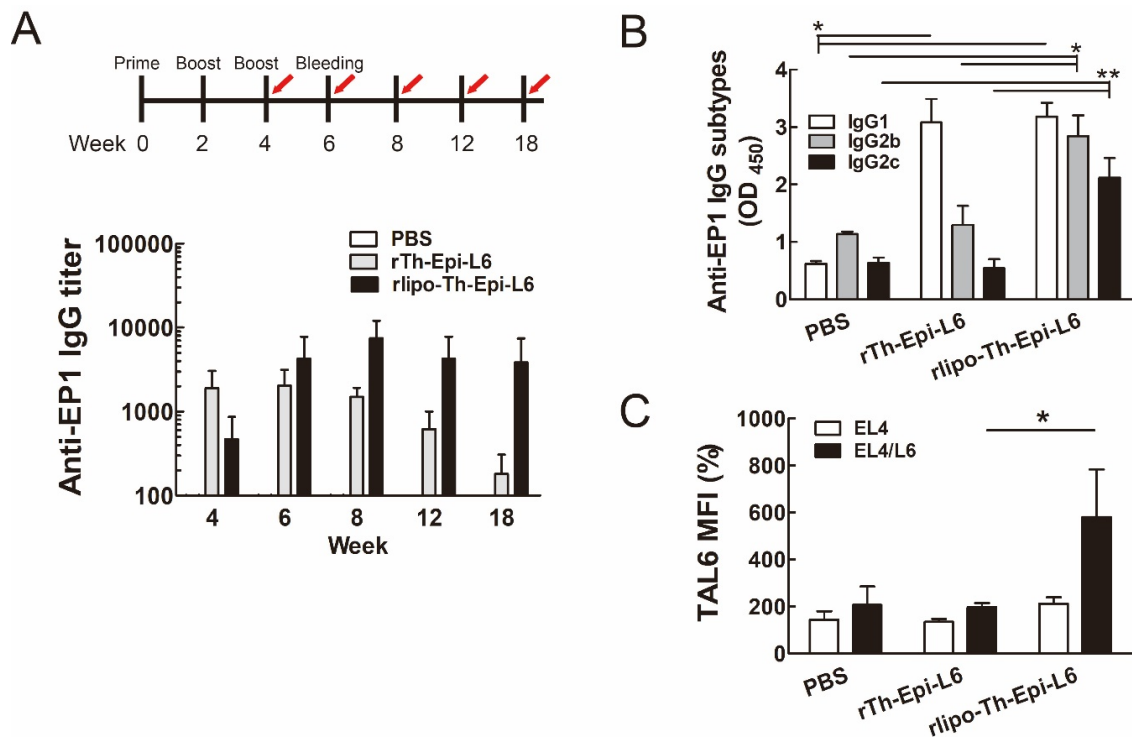 A
Prime Boost Boost Bleeding
Week 0 2 4 6 8 12 18
Anti-EP1 IgG titer
100000
10000
1000
100
PBS
rTh-Epi-L6
rlipo-Th-Epi-L6
4 6 8 12 18
Week
B
*
*
**
Anti-EP1 IgG subtypes
(OD 450)
4
3
2
1
0
IgG1
IgG2b
IgG2c
PBS
rTh-Epi-L6
rlipo-Th-Epi-L6
C
TAL6 MFI (%)
1000
800
600
400
200
0
EL4
EL4/L6
*
PBS
rTh-Epi-L6
rlipo-Th-Epi-L6